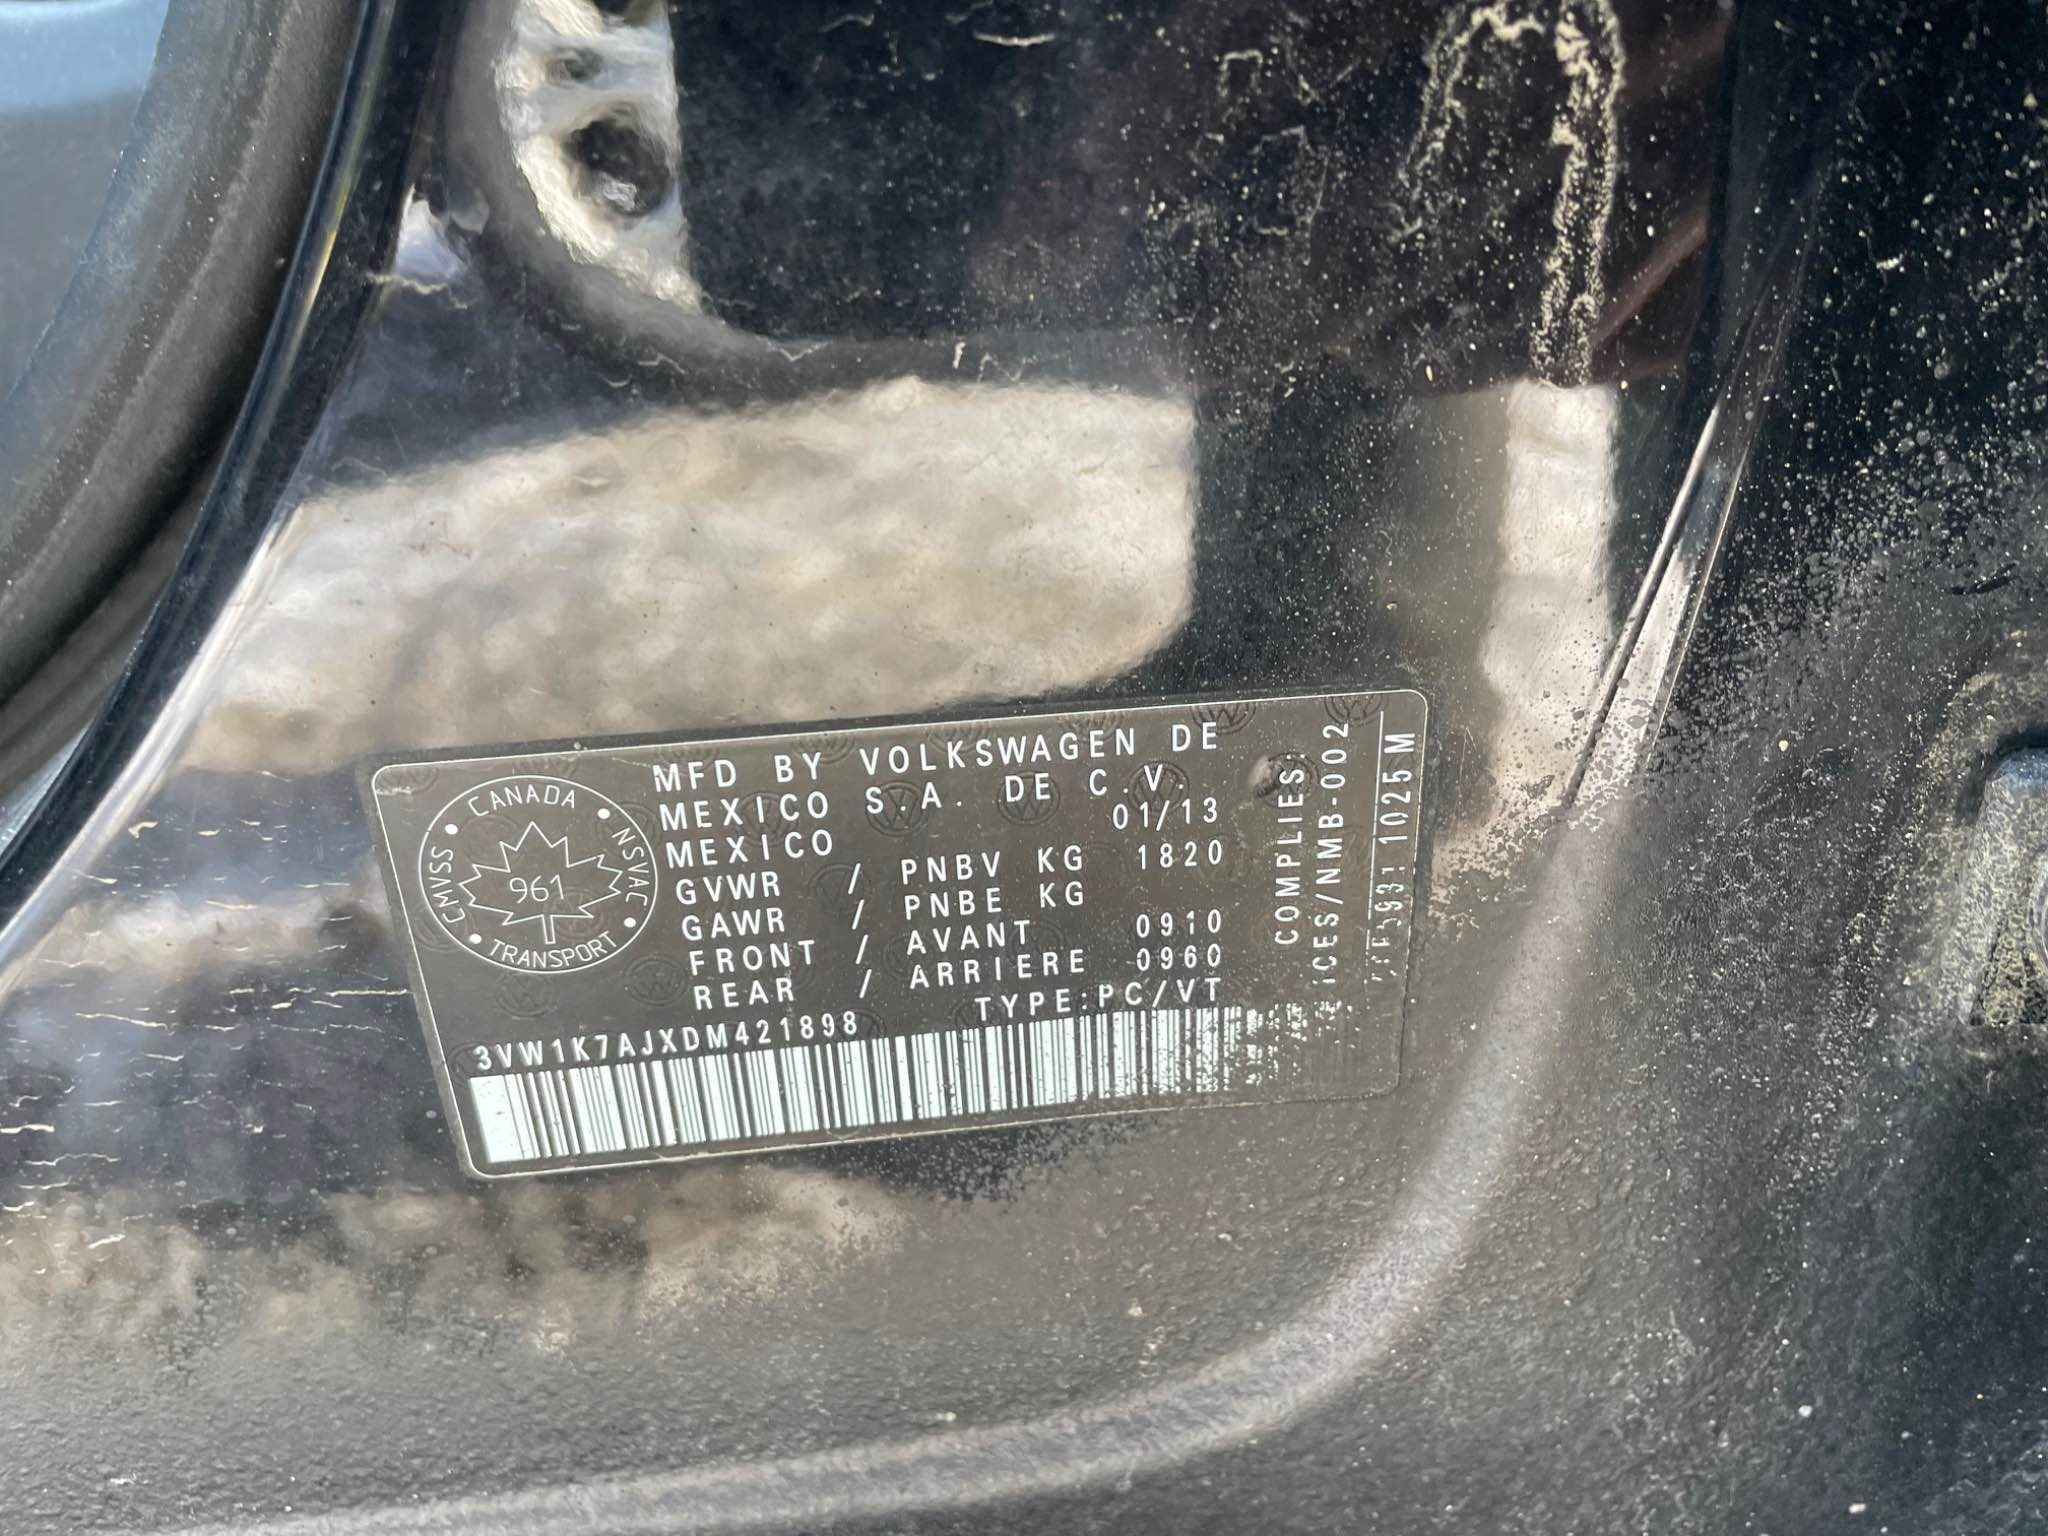 CANADA
CMVSS
NSVAC
961
TRANSPORT
MFD BY VOLKSWAGEN DE
MEXICO S.A. DE C.V.
MEXICO 01/13
GVWR / PNBV KG 1820
GAWR / PNBE KG
FRONT / AVANT 0910
REAR / ARRIERE 0960
TYPE:PC/VT
3VW1K7AJXDM421898
COMPLIES:
ICES/NMB-002
1025 M